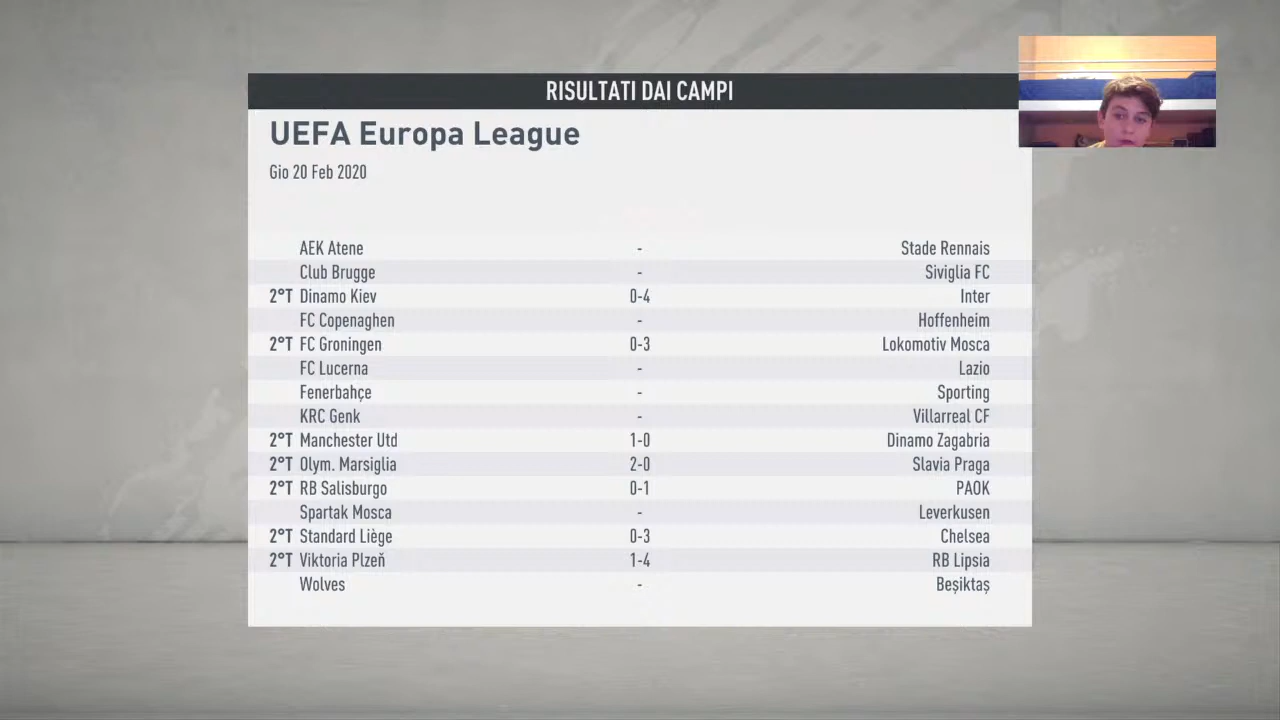 RISULTATI DAI CAMPI
UEFA Europa League
Gio 20 Feb 2020
AEK Atene - Stade Rennais
Club Brugge - Siviglia FC
2°T Dinamo Kiev 0-4 Inter
FC Copenaghen - Hoffenheim
2°T FC Groningen 0-3 Lokomotiv Mosca
FC Lucerna - Lazio
Fenerbahçe - Sporting
KRC Genk - Villarreal CF
2°T Manchester Utd 1-0 Dinamo Zagabria
2°T Olym. Marsiglia 2-0 Slavia Praga
2°T RB Salisburgo 0-1 PAOK
Spartak Mosca - Leverkusen
2°T Standard Liège 0-3 Chelsea
2°T Viktoria Plzeň 1-4 RB Lipsia
Wolves - Beşiktaş